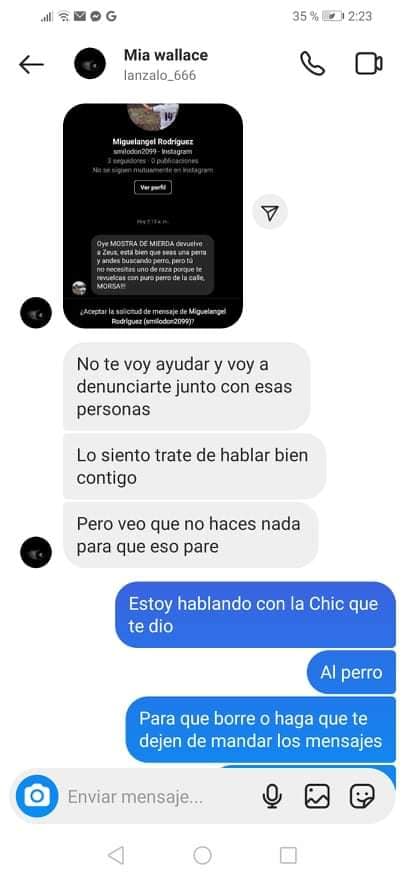 35 % 2:23
Mia wallace
lanzalo_666
Miguelangel Rodríguez
smilodon2099 · Instagram
3 seguidores · 0 publicaciones
No se siguen mutuamente en Instagram
Ver perfil
Oye MOSTRA DE MIERDA devuelve
a Zeus, está bien que seas una perra
y andes buscando perro, pero tú
no necesitas uno de raza porque te
revuelcas con puro perro de la calle,
MORSA!!!
¿Aceptar la solicitud de mensaje de Miguelangel
Rodríguez (smilodon2099)?
No te voy ayudar y voy a
denunciarte junto con esas
personas
Lo siento trate de hablar bien
contigo
Pero veo que no haces nada
para que eso pare
Estoy hablando con la Chic que
te dio
Al perro
Para que borre o haga que te
dejen de mandar los mensajes
Enviar mensaje...